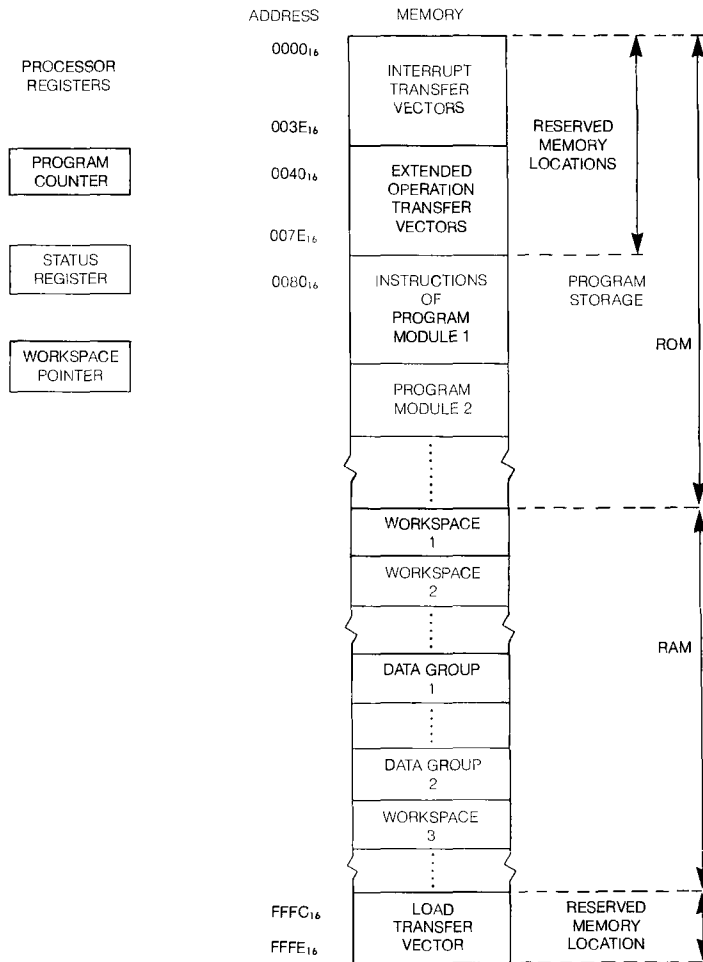 ADDRESS
MEMORY
PROCESSOR
REGISTERS
PROGRAM
COUNTER
STATUS
REGISTER
WORKSPACE
POINTER
0000₁₆
INTERRUPT
TRANSFER
VECTORS
003E₁₆
0040₁₆
EXTENDED
OPERATION
TRANSFER
VECTORS
007E₁₆
RESERVED
MEMORY
LOCATIONS
0080₁₆
INSTRUCTIONS
OF
PROGRAM
MODULE 1
PROGRAM
STORAGE
ROM
PROGRAM
MODULE 2
WORKSPACE
1
WORKSPACE
2
RAM
DATA GROUP
1
DATA GROUP
2
WORKSPACE
3
FFFC₁₆
FFFE₁₆
LOAD
TRANSFER
VECTOR
RESERVED
MEMORY
LOCATION